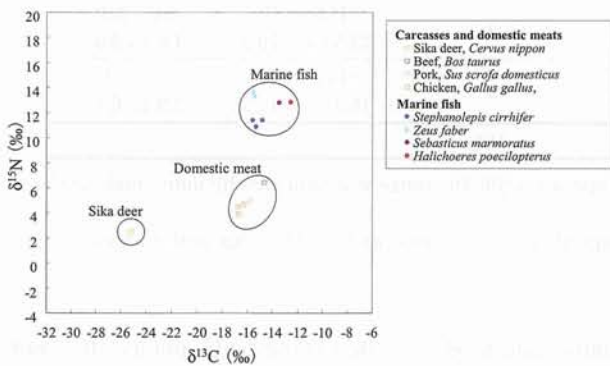 δ¹⁵N (‰)
20
18
16
14
12
10
8
6
4
2
0
-2
-4
Marine fish
Domestic meat
Sika deer
-32 -30 -28 -26 -24 -22 -20 -18 -16 -14 -12 -10 -8 -6
δ¹³C (‰)
Carcasses and domestic meats
Sika deer, Cervus nippon
Beef, Bos taurus
Pork, Sus scrofa domesticus
Chicken, Gallus gallus,
Marine fish
Stephanolepis cirrhifer
Zeus faber
Sebasticus marmoratus
Halichoeres poecilopterus